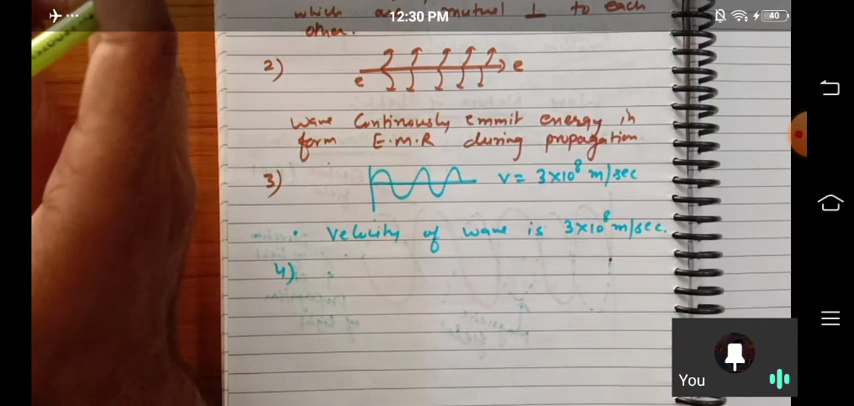 12:30 PM
40
which are mutual ⊥ to each
other.
2)
e
e
wave continously emmit energy in
form E.M.R during propagation
3)
v = 3×10⁸ m/sec
velocity of wave is 3×10⁸ m/sec.
4)
You